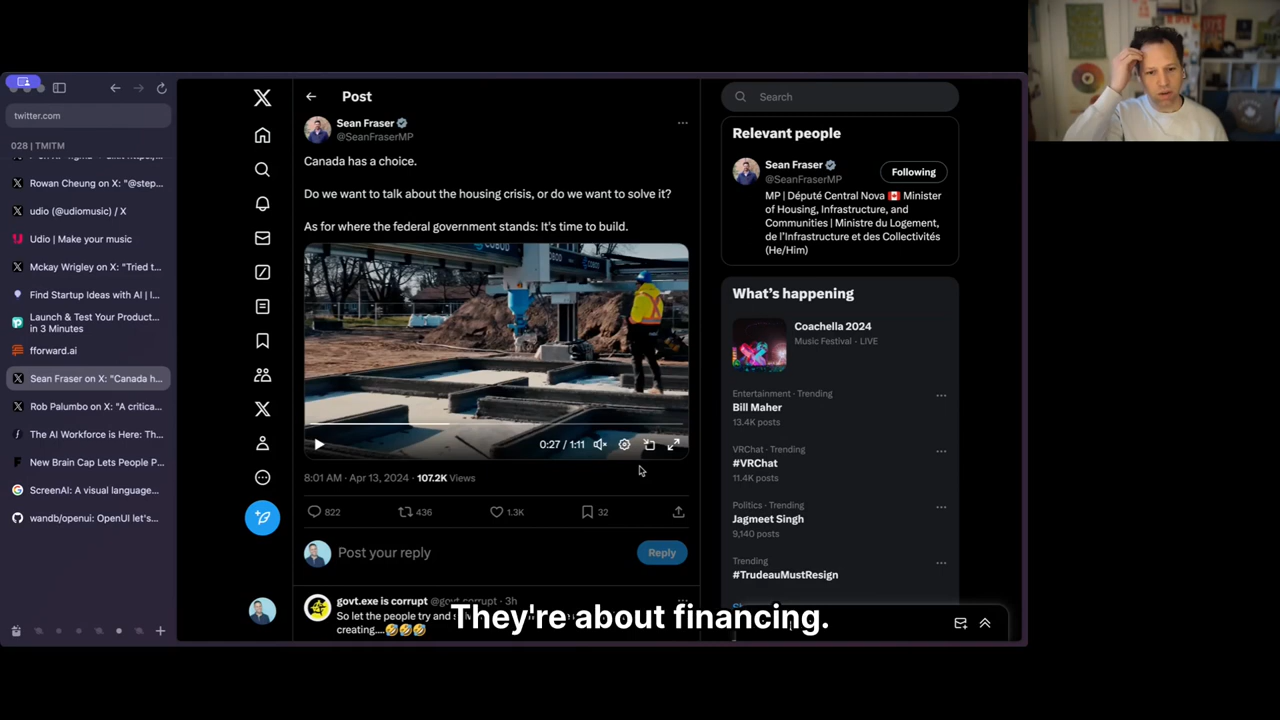 twitter.com
028 | TMITM
Rowan Cheung on X: "@step...
udio (@udiomusic) / X
Udio | Make your music
Mckay Wrigley on X: "Tried t...
Find Startup Ideas with AI | I...
Launch & Test Your Product...
in 3 Minutes
fforward.ai
Sean Fraser on X: "Canada h...
Rob Palumbo on X: "A critica...
The AI Workforce is Here: Th...
New Brain Cap Lets People P...
ScreenAI: A visual language...
wandb/openui: OpenUI let's...
Post
Sean Fraser
@SeanFraserMP
Canada has a choice.
Do we want to talk about the housing crisis, or do we want to solve it?
As for where the federal government stands: It's time to build.
COBOD
0:27 / 1:11
8:01 AM · Apr 13, 2024 · 107.2K Views
822
436
1.3K
32
Post your reply
Reply
govt.exe is corrupt
So let the people try and
creating....🤣🤣🤣
They're about financing.
Search
Relevant people
Sean Fraser
@SeanFraserMP
Following
MP | Député Central Nova 🇨🇦 Minister
of Housing, Infrastructure, and
Communities | Ministre du Logement,
de l'Infrastructure et des Collectivités
(He/Him)
What's happening
Coachella 2024
Music Festival · LIVE
Entertainment · Trending
Bill Maher
13.4K posts
VRChat · Trending
#VRChat
11.4K posts
Politics · Trending
Jagmeet Singh
9,140 posts
Trending
#TrudeauMustResign